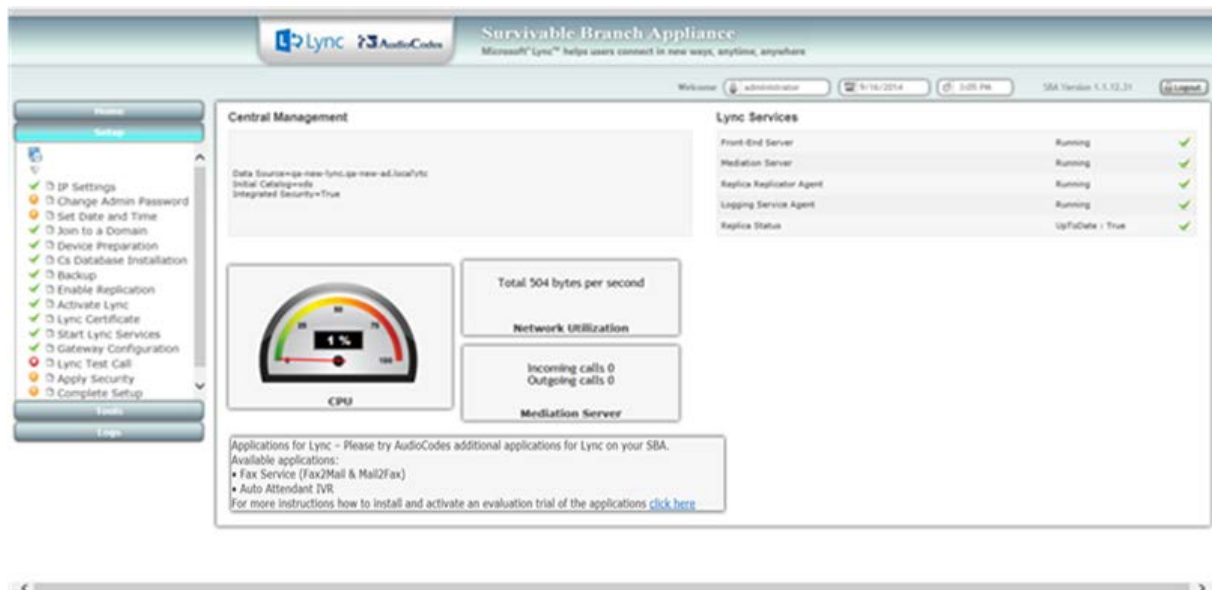 Lync AudioCodes
Survivable Branch Appliance
Microsoft® Lync™ helps users connect in new ways, anytime, anywhere
Welcome administrator 9/16/2014 3:05 PM SBA Version 1.1.12.31 Logout
Home
Setup
IP Settings
Change Admin Password
Set Date and Time
Join to a Domain
Device Preparation
Cs Database Installation
Backup
Enable Replication
Activate Lync
Lync Certificate
Start Lync Services
Gateway Configuration
Lync Test Call
Apply Security
Complete Setup
Tools
Logs
Central Management
Data Source=qa-new-lync.qa-new-ad.local\rtc
Initial Catalog=xds
Integrated Security=True
Lync Services
Front-End Server Running
Mediation Server Running
Replica Replicator Agent Running
Logging Service Agent Running
Replica Status UpToDate : True
0 25 50 75 100
1 %
CPU
Total 504 bytes per second
Network Utilization
Incoming calls 0
Outgoing calls 0
Mediation Server
Applications for Lync – Please try AudioCodes additional applications for Lync on your SBA.
Available applications:
• Fax Service (Fax2Mail & Mail2Fax)
• Auto Attendant IVR
For more instructions how to install and activate an evaluation trial of the applications click here